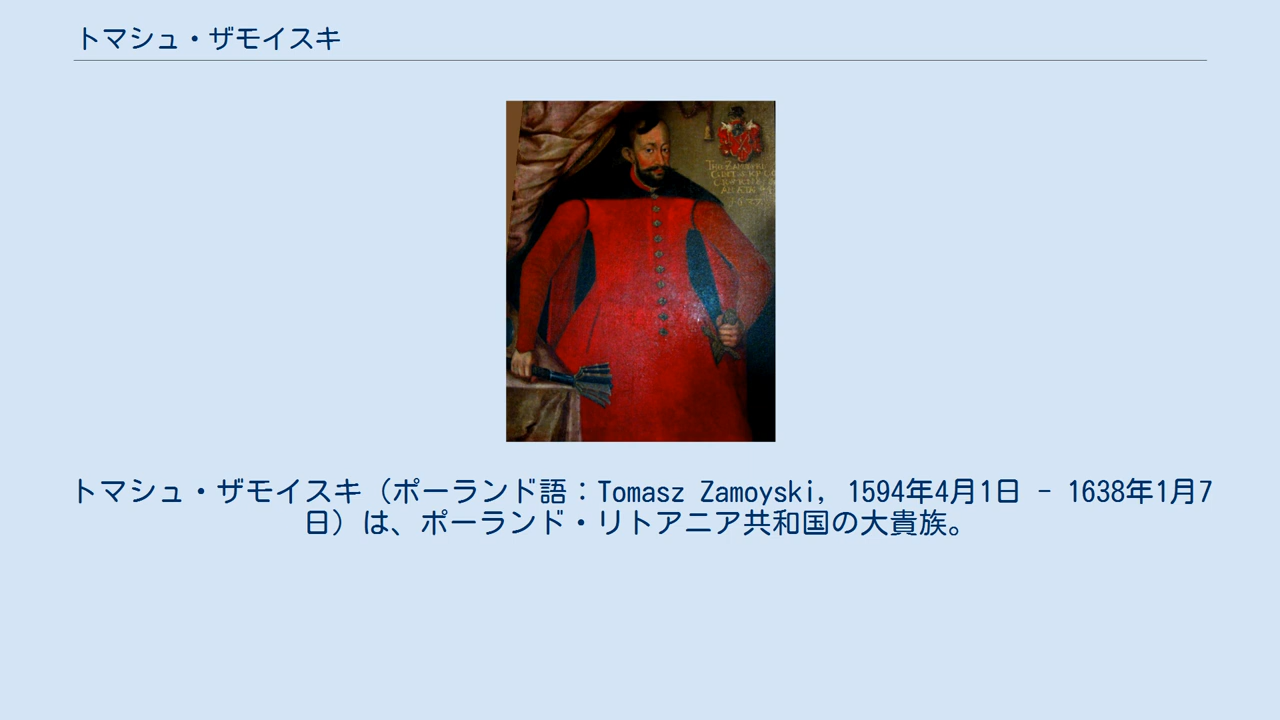 トマシュ・ザモイスキ
トマシュ・ザモイスキ（ポーランド語：Tomasz Zamoyski, 1594年4月1日 - 1638年1月7
日）は、ポーランド・リトアニア共和国の大貴族。